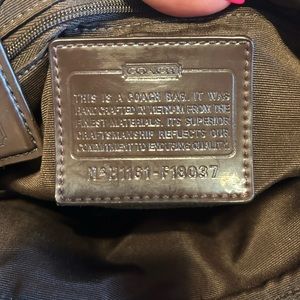 COACH
THIS IS A COACH BAG. IT WAS
HANDCRAFTED IN VIETNAM FROM THE
FINEST MATERIALS. ITS SUPERIOR
CRAFTSMANSHIP REFLECTS OUR
COMMITMENT TO ENDURING QUALITY.
Nº H1161-F19037